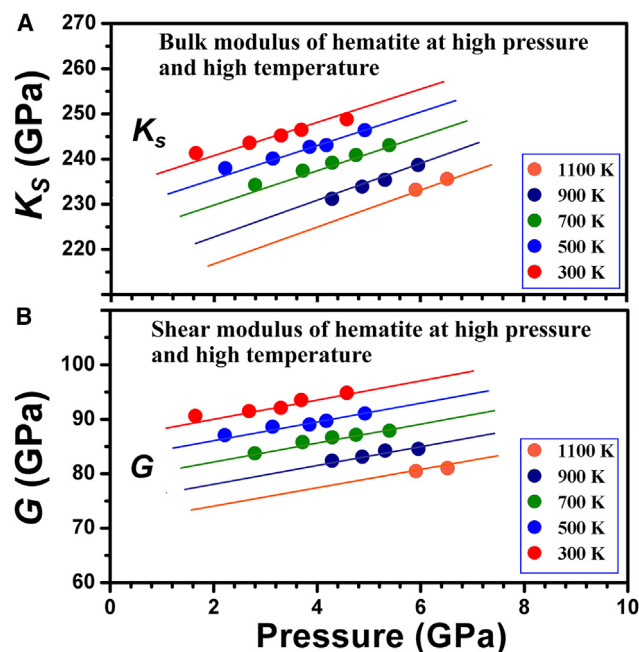 A
Bulk modulus of hematite at high pressure
and high temperature
Ks
KS (GPa)
270
260
250
240
230
220
1100 K
900 K
700 K
500 K
300 K
B
Shear modulus of hematite at high pressure
and high temperature
G
G (GPa)
100
90
80
70
60
1100 K
900 K
700 K
500 K
300 K
0 2 4 6 8 10
Pressure (GPa)